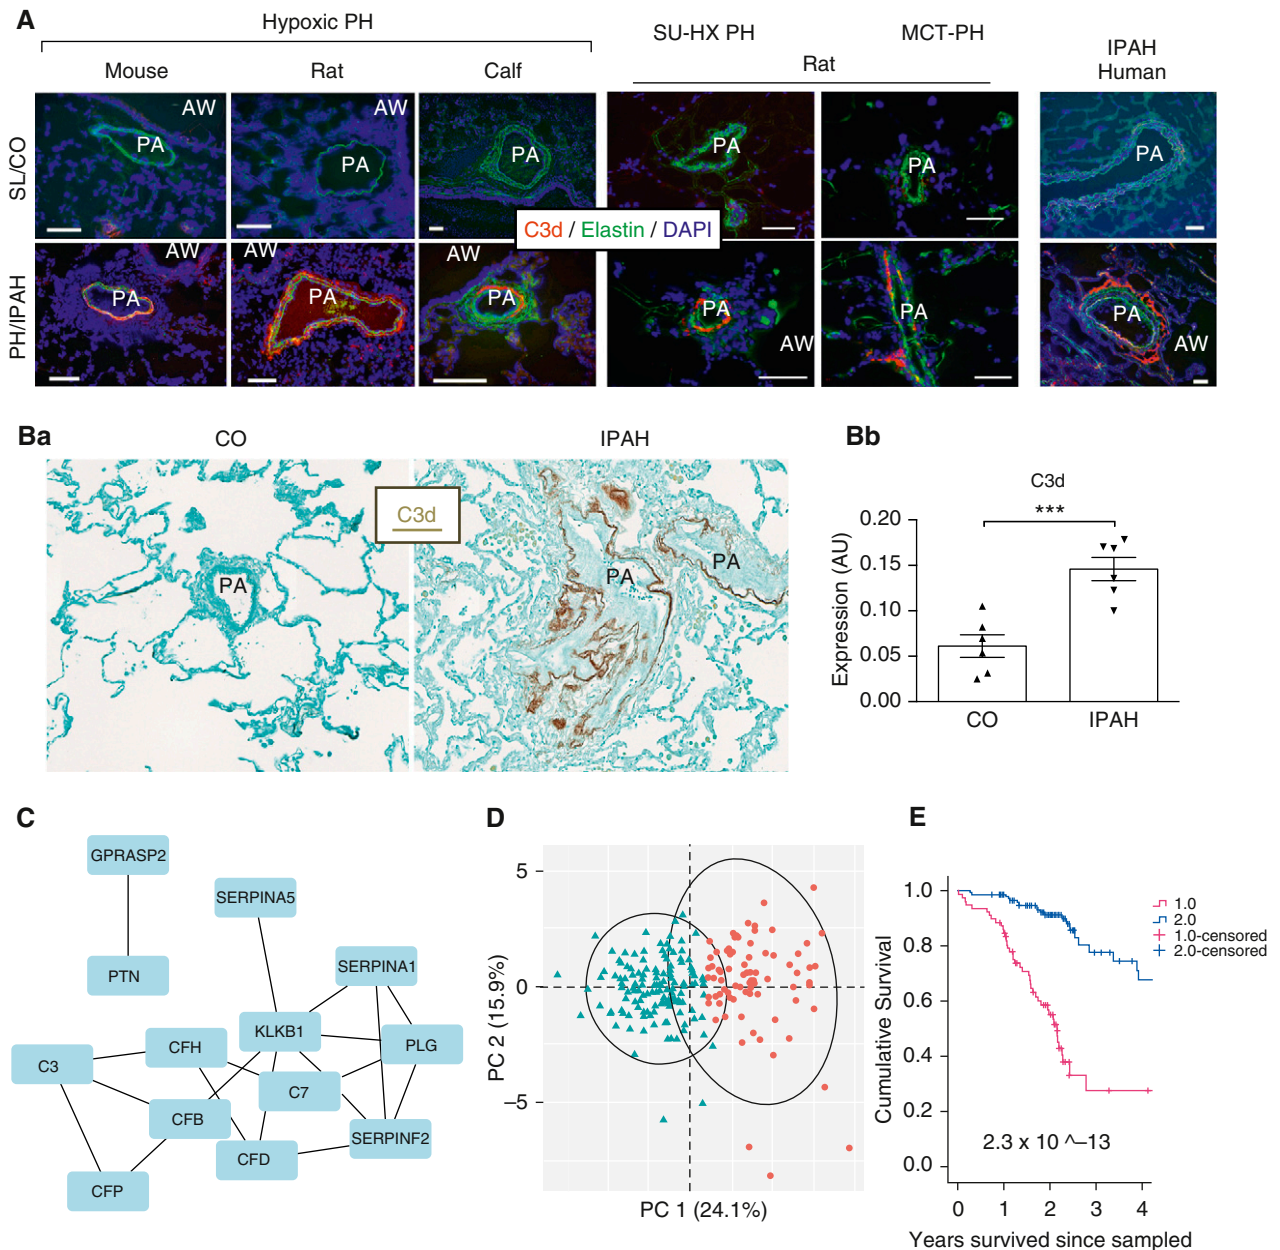 A
Hypoxic PH
SU-HX PH
MCT-PH
IPAH
Human
Mouse
Rat
Calf
Rat
SL/CO
AW
PA
AW
PA
PA
PA
PA
PA
C3d / Elastin / DAPI
PH/IPAH
AW
PA
AW
PA
AW
PA
PA
AW
PA
PA
AW
Ba
CO
IPAH
C3d
PA
PA
PA
Bb
C3d
***
Expression (AU)
0.20
0.15
0.10
0.05
0.00
CO
IPAH
C
GPRASP2
PTN
SERPINA5
SERPINA1
KLKB1
PLG
C3
CFH
C7
CFB
SERPINF2
CFD
CFP
D
PC 2 (15.9%)
5
0
–5
PC 1 (24.1%)
E
Cumulative Survival
1.0
0.8
0.6
0.4
0.2
0.0
1.0
2.0
1.0-censored
2.0-censored
2.3 x 10 ^–13
0 1 2 3 4
Years survived since sampled